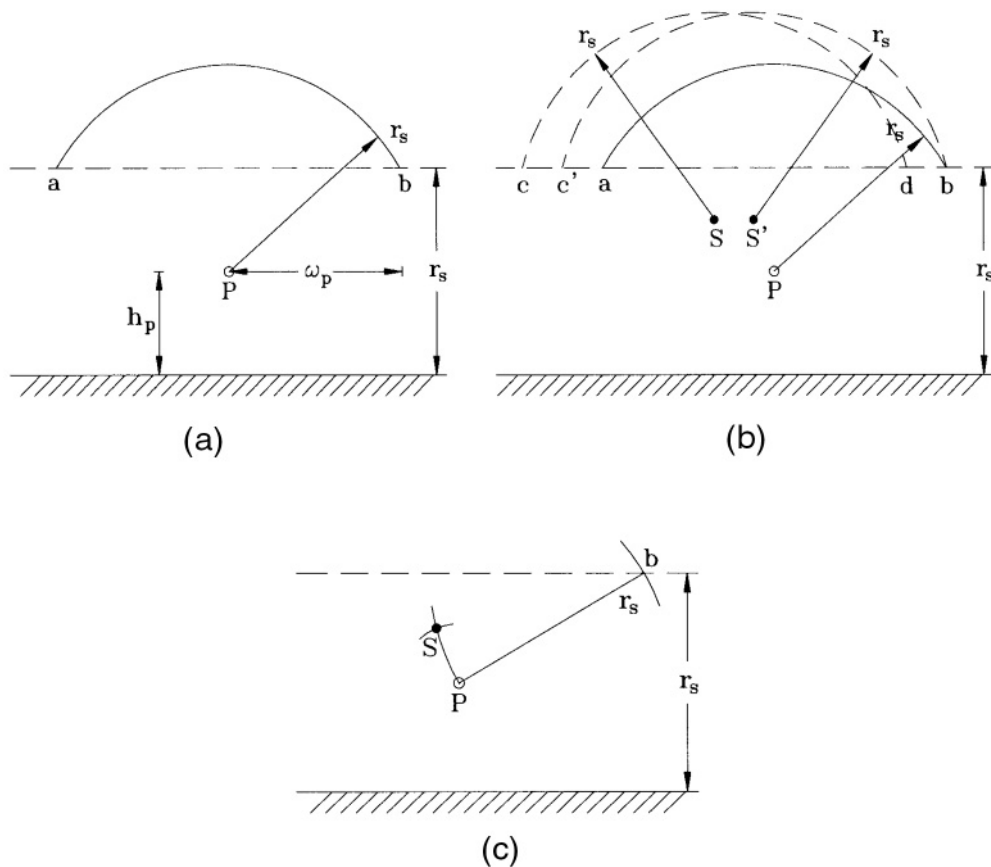 r_s
a b
ω_p r_s
P
h_p
(a)
r_s r_s
r_s
c c' a d b
S S'
r_s
P
(b)
b
r_s
S
r_s
P
(c)